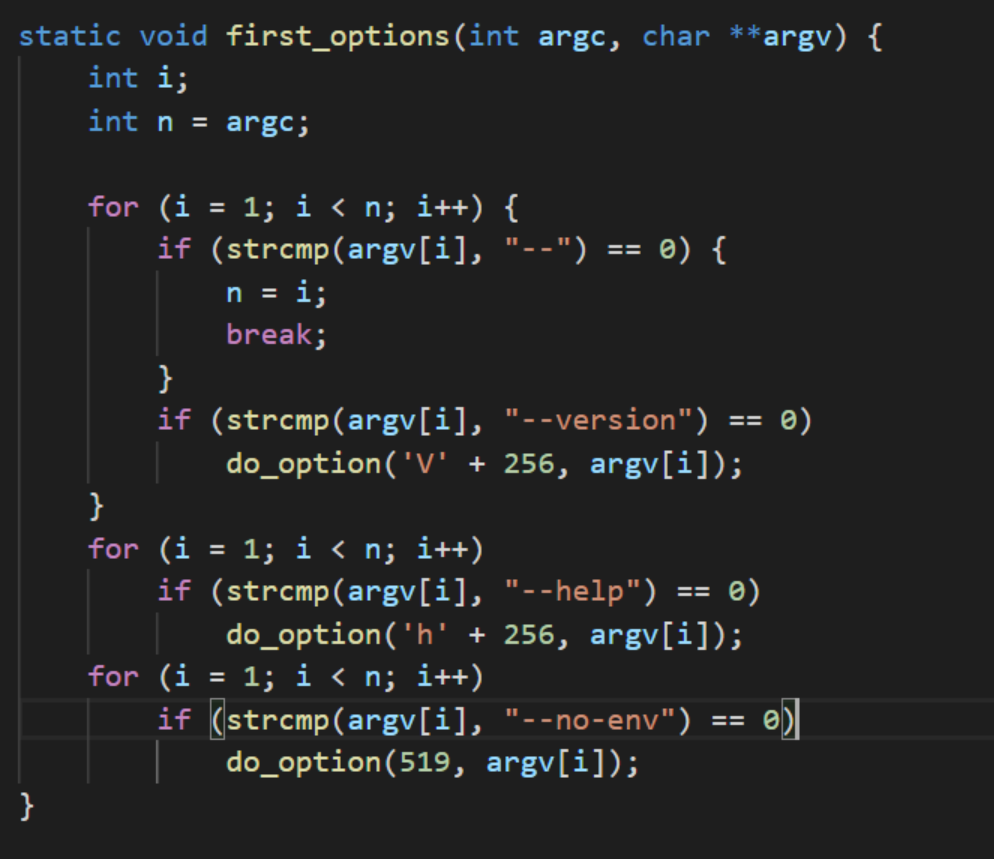 static void first_options(int argc, char **argv) {
    int i;
    int n = argc;

    for (i = 1; i < n; i++) {
        if (strcmp(argv[i], "--") == 0) {
            n = i;
            break;
        }
        if (strcmp(argv[i], "--version") == 0)
            do_option('V' + 256, argv[i]);
    }
    for (i = 1; i < n; i++)
        if (strcmp(argv[i], "--help") == 0)
            do_option('h' + 256, argv[i]);
    for (i = 1; i < n; i++)
        if (strcmp(argv[i], "--no-env") == 0)
            do_option(519, argv[i]);
}